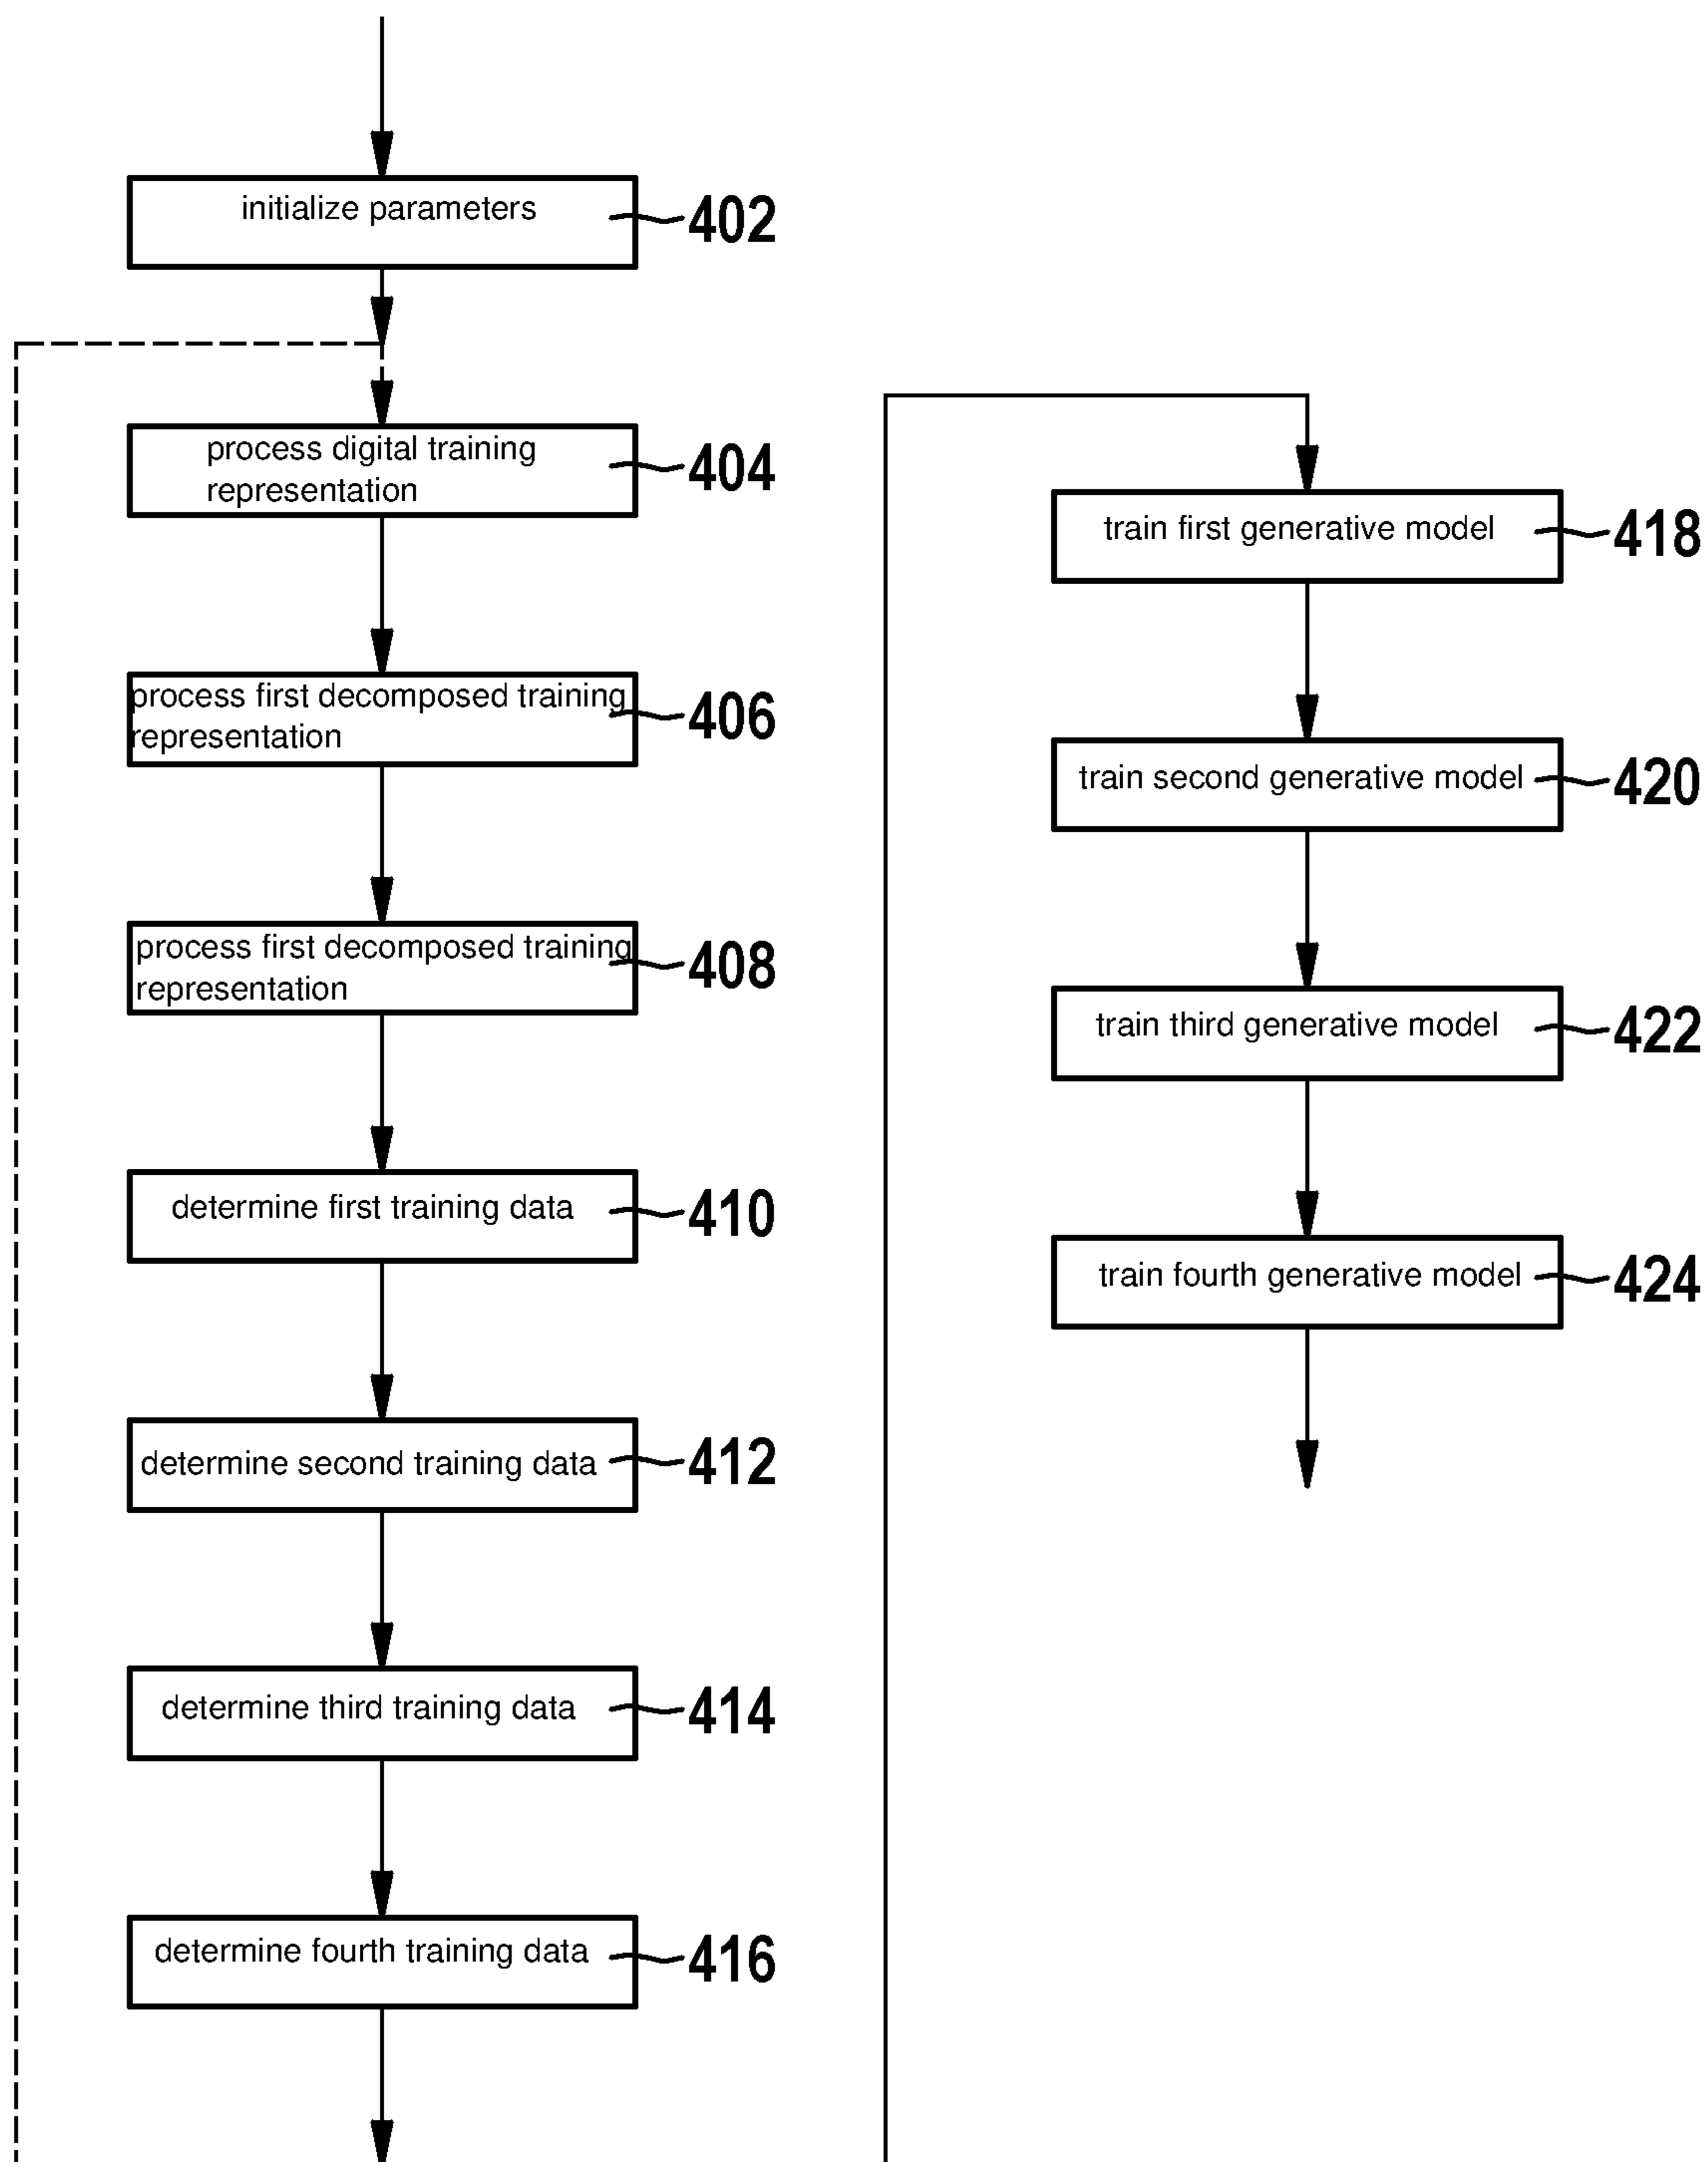 initialize parameters
402
process digital training
representation
404
process first decomposed training
representation
406
process first decomposed training
representation
408
determine first training data
410
determine second training data
412
determine third training data
414
determine fourth training data
416
train first generative model
418
train second generative model
420
train third generative model
422
train fourth generative model
424